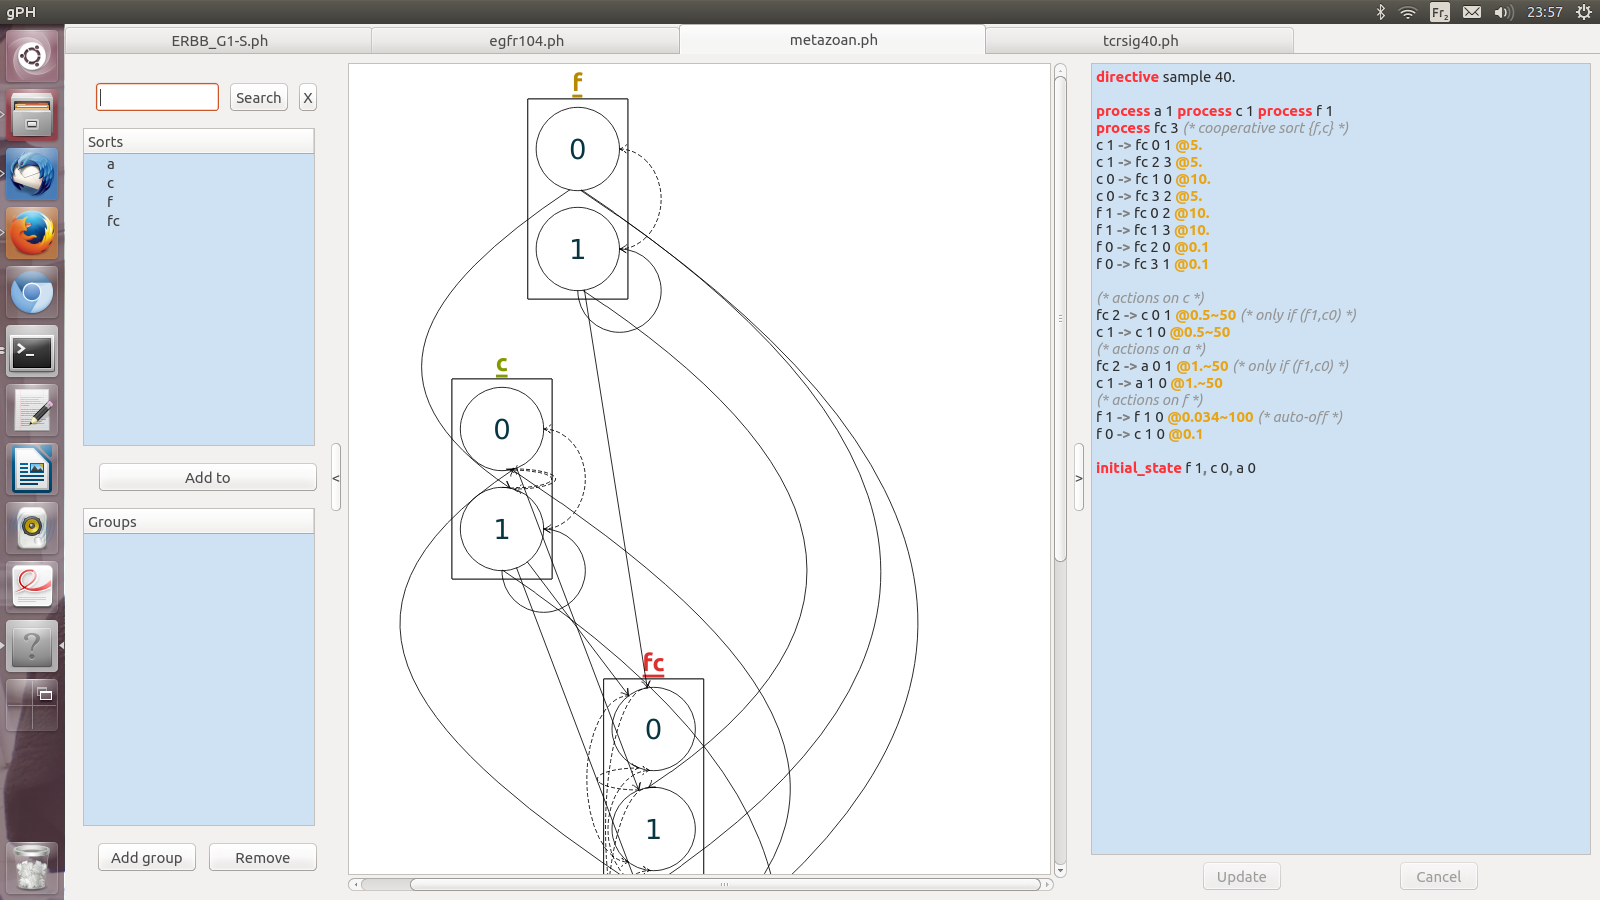 gPH
Fr2
23:57
ERBB_G1-S.ph
egfr104.ph
metazoan.ph
tcrsig40.ph
Search
X
Sorts
a
c
f
fc
Add to
Groups
Add group
Remove
<
f
0
1
c
0
1
fc
0
1
>
directive sample 40.
process a 1 process c 1 process f 1
process fc 3 (* cooperative sort {f,c} *)
c 1 -> fc 0 1 @5.
c 1 -> fc 2 3 @5.
c 0 -> fc 1 0 @10.
c 0 -> fc 3 2 @5.
f 1 -> fc 0 2 @10.
f 1 -> fc 1 3 @10.
f 0 -> fc 2 0 @0.1
f 0 -> fc 3 1 @0.1
(* actions on c *)
fc 2 -> c 0 1 @0.5~50 (* only if (f1,c0) *)
c 1 -> c 1 0 @0.5~50
(* actions on a *)
fc 2 -> a 0 1 @1.~50 (* only if (f1,c0) *)
c 1 -> a 1 0 @1.~50
(* actions on f *)
f 1 -> f 1 0 @0.034~100 (* auto-off *)
f 0 -> c 1 0 @0.1
initial_state f 1, c 0, a 0
Update
Cancel